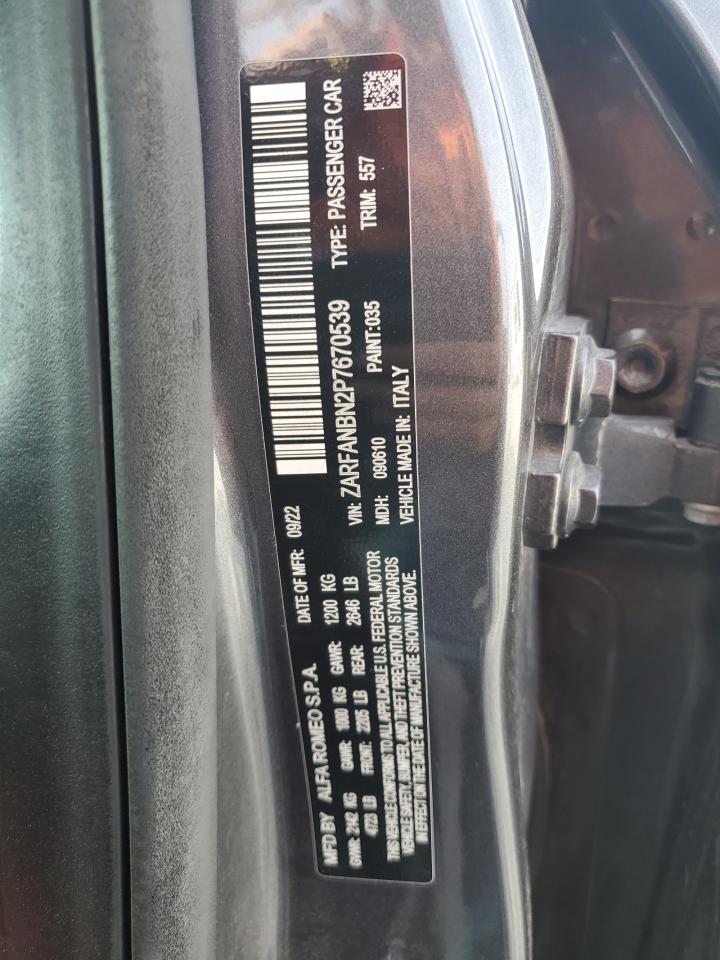 MFD BY ALFA ROMEO S.P.A. DATE OF MFR: 09/22
GVWR: 2142 KG GAWR: 1000 KG GAWR: 1200 KG
4723 LB FRONT: 2205 LB REAR: 2646 LB
THIS VEHICLE CONFORMS TO ALL APPLICABLE U.S. FEDERAL MOTOR
VEHICLE SAFETY, BUMPER, AND THEFT PREVENTION STANDARDS
IN EFFECT ON THE DATE OF MANUFACTURE SHOWN ABOVE.
VIN: ZARFANBN2P7670539 TYPE: PASSENGER CAR
MDH: 090610 PAINT:035 TRIM: 557
VEHICLE MADE IN: ITALY